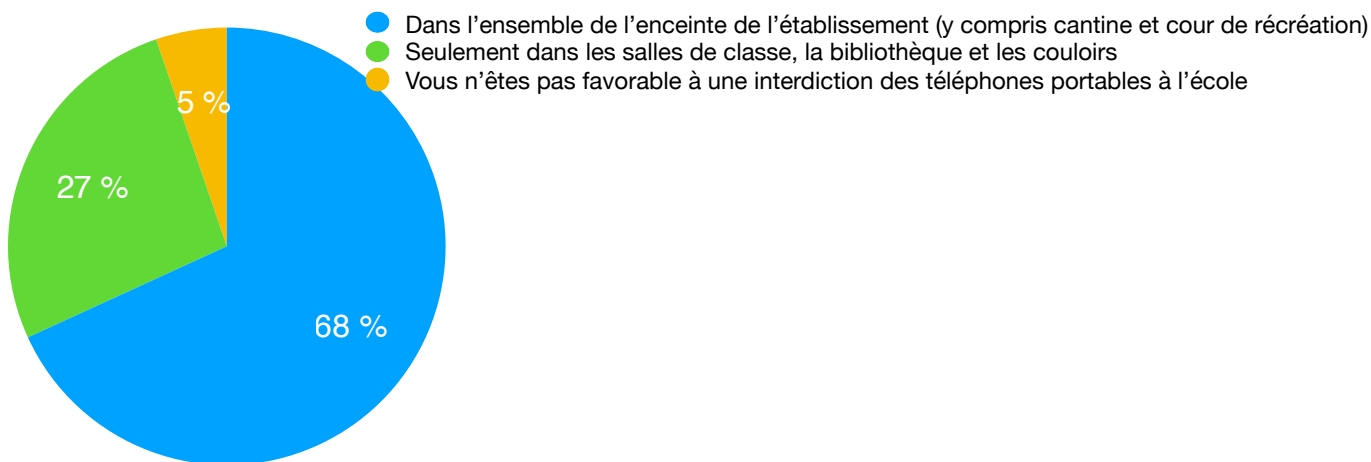 Dans l’ensemble de l’enceinte de l’établissement (y compris cantine et cour de récréation)
Seulement dans les salles de classe, la bibliothèque et les couloirs
Vous n’êtes pas favorable à une interdiction des téléphones portables à l’école
5 %
27 %
68 %